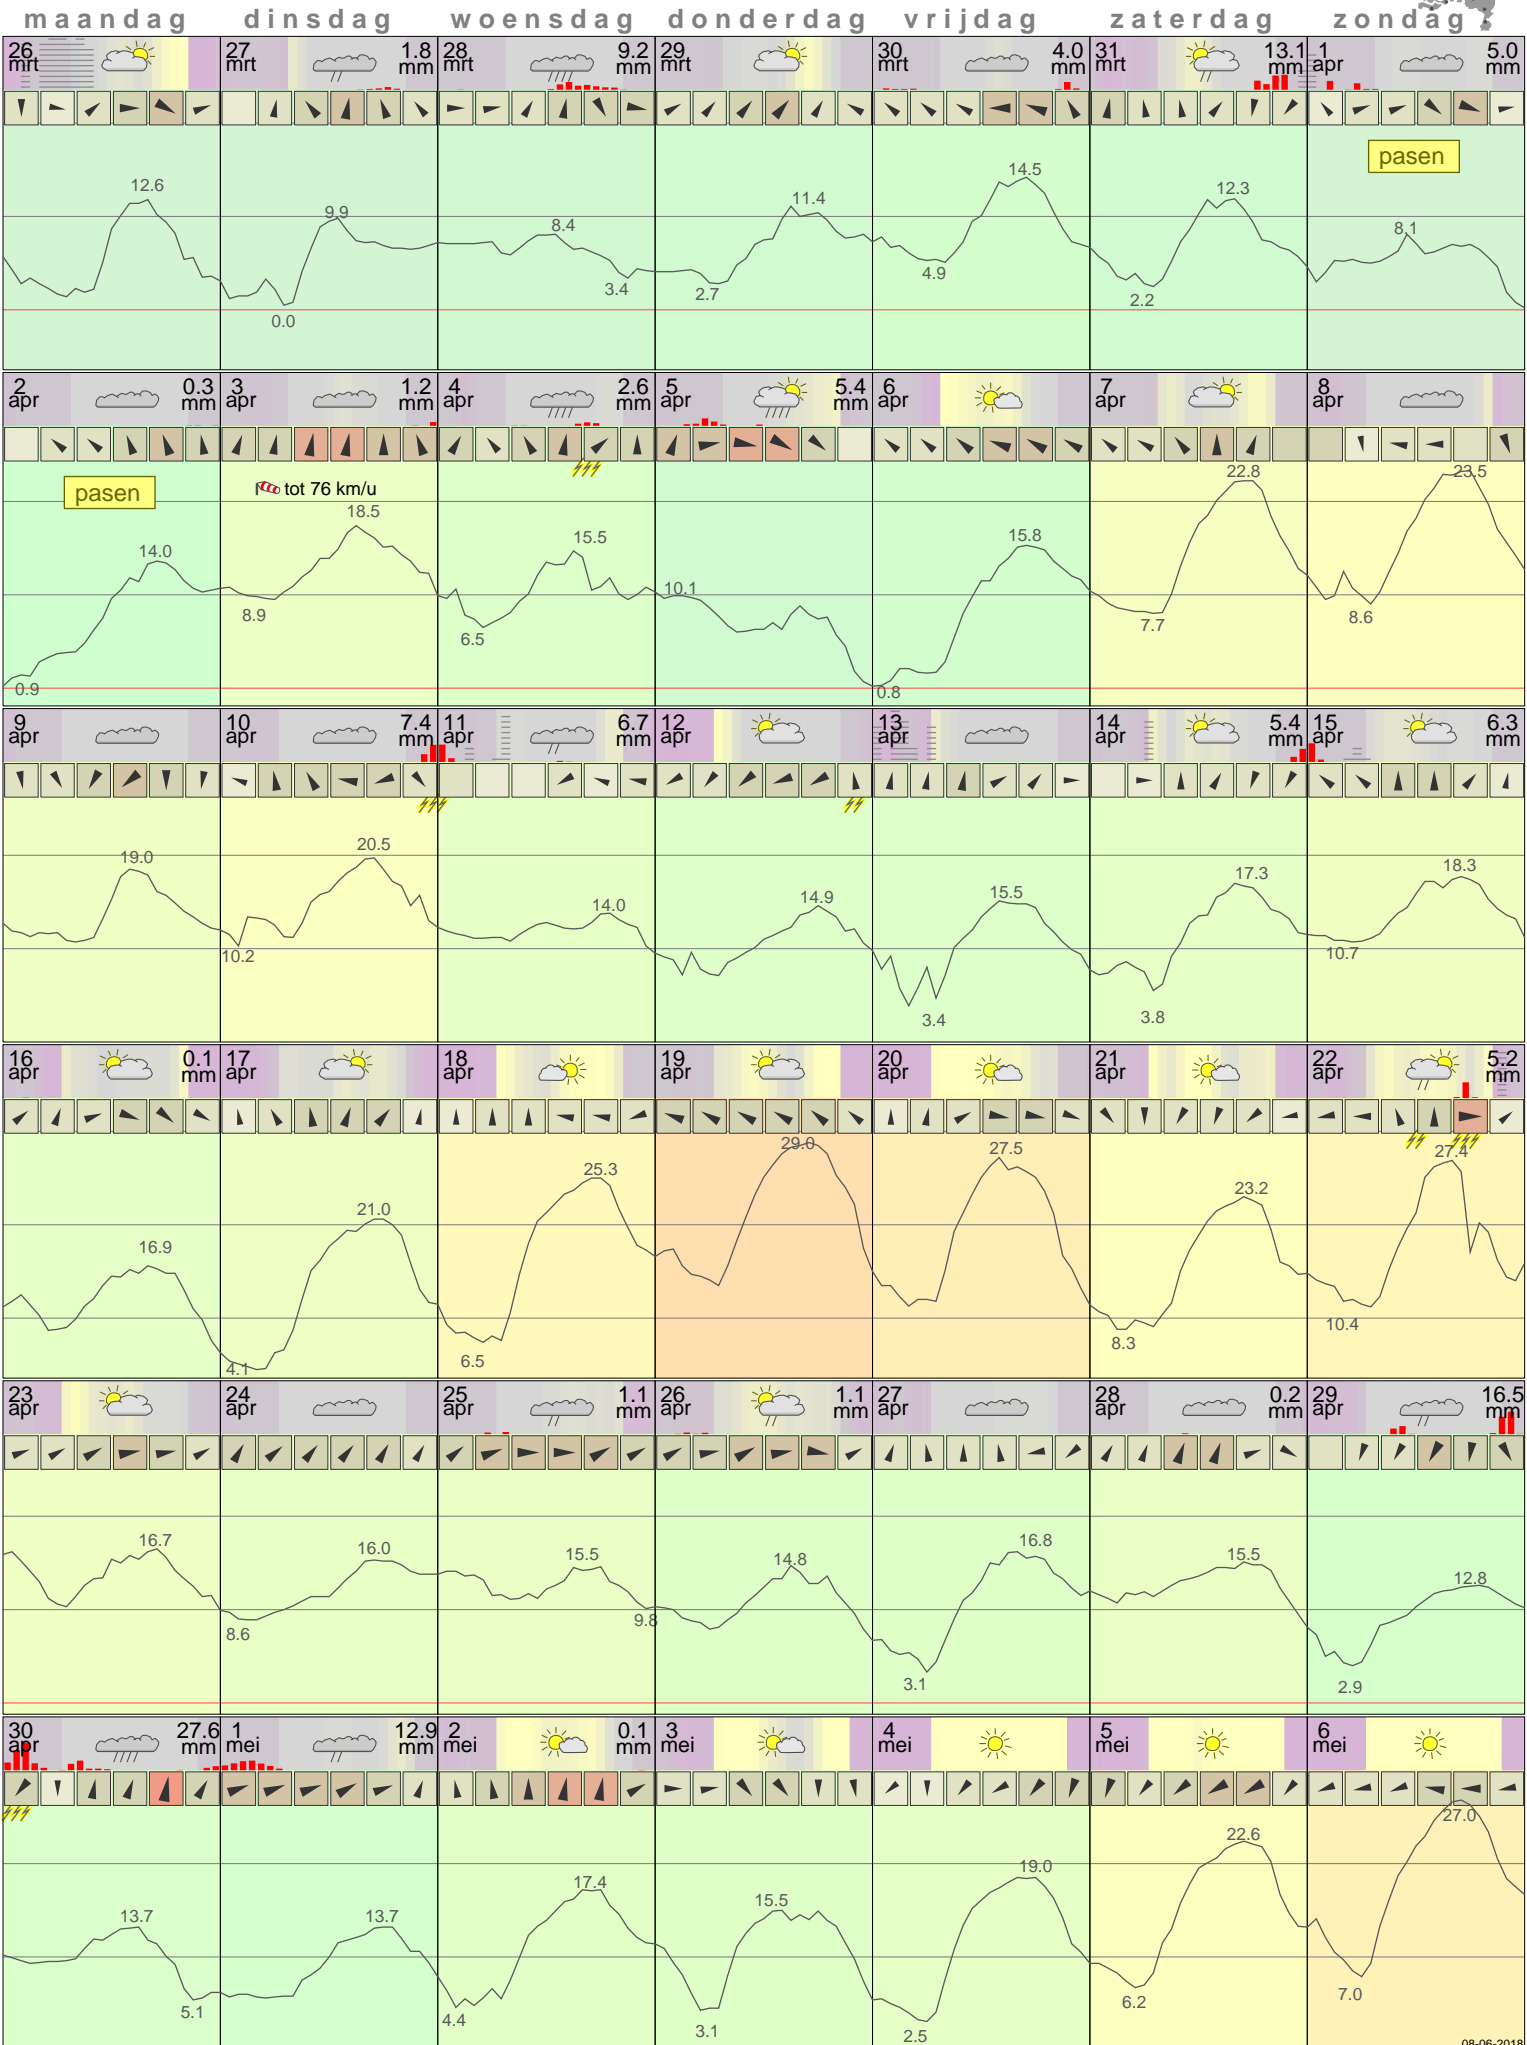 maandag dinsdag woensdag donderdag vrijdag zaterdag zondag
26 27 1.8 28 9.2 29 30 4.0 31 13.1 1 5.0
mrt mrt mm mrt mm mrt mrt mm mrt mm apr mm
pasen
12.6 9.9 8.4 11.4 14.5 12.3 8.1
0.0 3.4 2.7 4.9 2.2
2 0.3 3 1.2 4 2.6 5 5.4 6 7 8
apr mm apr mm apr mm apr mm apr apr apr
pasen tot 76 km/u
14.0 18.5 15.5 10.1 15.8 22.8 23.5
0.9 8.9 6.5 0.8 7.7 8.6
9 10 7.4 11 6.7 12 13 14 5.4 15 6.3
apr apr mm apr mm apr apr apr mm apr mm
19.0 20.5 14.0 14.9 15.5 17.3 18.3
10.2 3.4 3.8 10.7
16 0.1 17 18 19 20 21 22 5.2
apr mm apr apr apr apr apr apr mm
16.9 21.0 25.3 29.0 27.5 23.2 27.4
4.1 6.5 8.3 10.4
23 24 25 1.1 26 1.1 27 28 0.2 29 16.5
apr apr apr mm apr mm apr apr mm apr mm
16.7 16.0 15.5 14.8 16.8 15.5 12.8
8.6 9.8 3.1 2.9
30 27.6 1 12.9 2 0.1 3 4 5 6
apr mm mei mm mei mm mei mei mei mei
13.7 13.7 17.4 15.5 19.0 22.6 27.0
5.1 4.4 3.1 2.5 6.2 7.0
08-06-2018